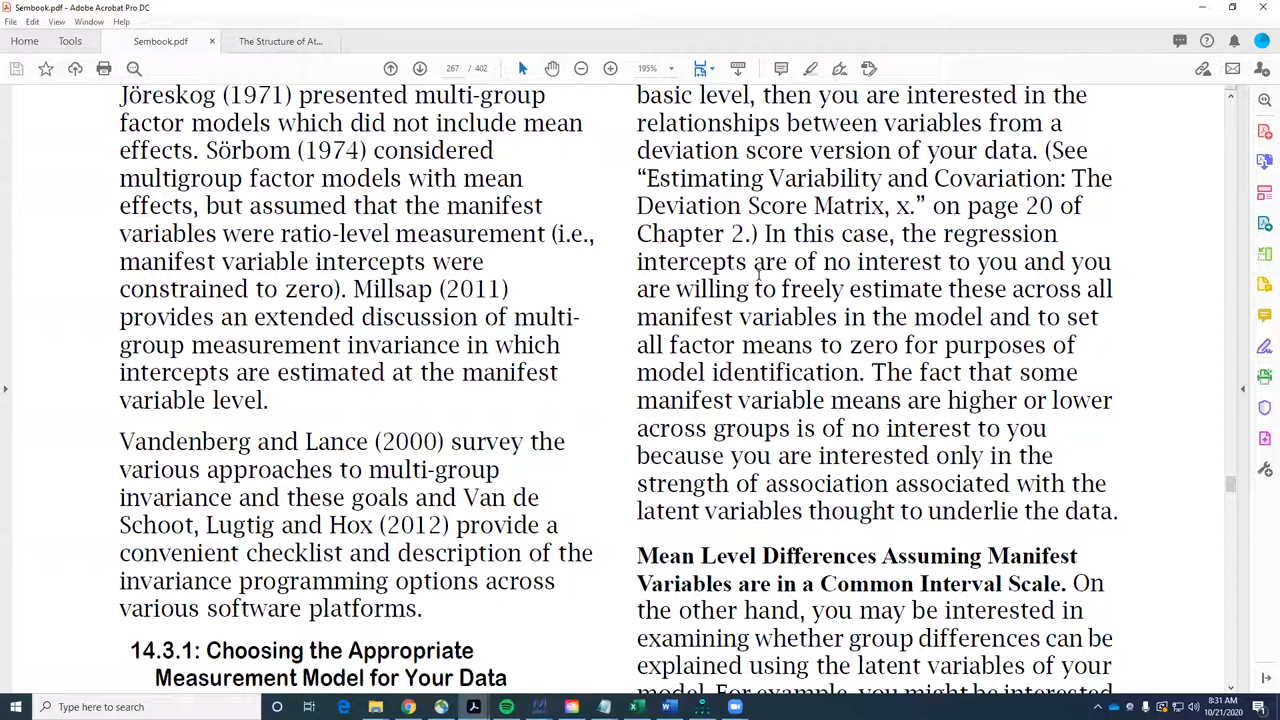 Sembook.pdf - Adobe Acrobat Pro DC
File Edit View Window Help
Home Tools Sembook.pdf × The Structure of At...
267 / 402 195%
Jöreskog (1971) presented multi-group
factor models which did not include mean
effects. Sörbom (1974) considered
multigroup factor models with mean
effects, but assumed that the manifest
variables were ratio-level measurement (i.e.,
manifest variable intercepts were
constrained to zero). Millsap (2011)
provides an extended discussion of multi-
group measurement invariance in which
intercepts are estimated at the manifest
variable level.
Vandenberg and Lance (2000) survey the
various approaches to multi-group
invariance and these goals and Van de
Schoot, Lugtig and Hox (2012) provide a
convenient checklist and description of the
invariance programming options across
various software platforms.
14.3.1: Choosing the Appropriate
Measurement Model for Your Data
basic level, then you are interested in the
relationships between variables from a
deviation score version of your data. (See
“Estimating Variability and Covariation: The
Deviation Score Matrix, x.” on page 20 of
Chapter 2.) In this case, the regression
intercepts are of no interest to you and you
are willing to freely estimate these across all
manifest variables in the model and to set
all factor means to zero for purposes of
model identification. The fact that some
manifest variable means are higher or lower
across groups is of no interest to you
because you are interested only in the
strength of association associated with the
latent variables thought to underlie the data.
Mean Level Differences Assuming Manifest
Variables are in a Common Interval Scale. On
the other hand, you may be interested in
examining whether group differences can be
explained using the latent variables of your
model. For example, you might be interested
Type here to search
8:31 AM
10/21/2020